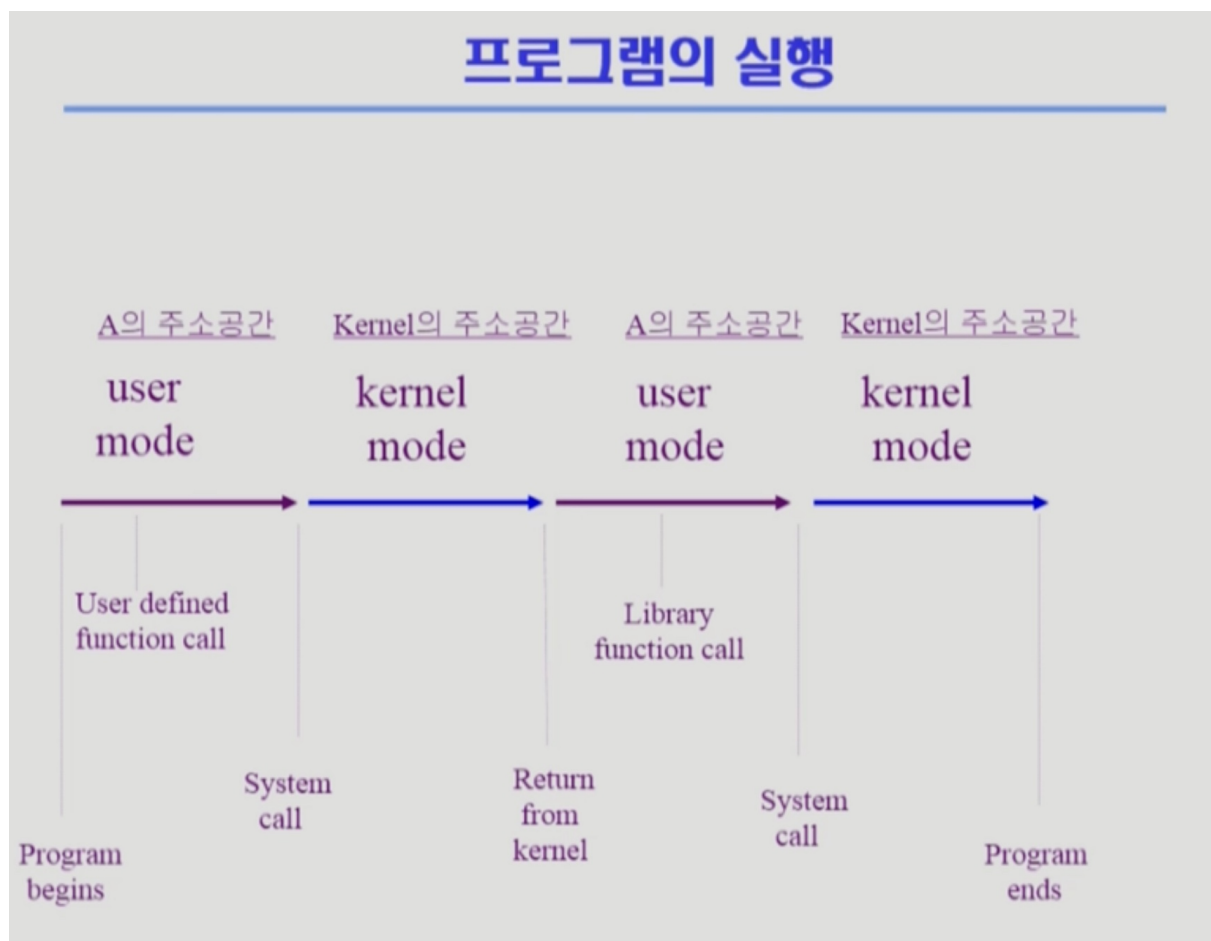 프로그램의 실행
A의 주소공간
Kernel의 주소공간
A의 주소공간
Kernel의 주소공간
user
mode
kernel
mode
user
mode
kernel
mode
User defined
function call
Library
function call
System
call
Return
from
kernel
System
call
Program
begins
Program
ends